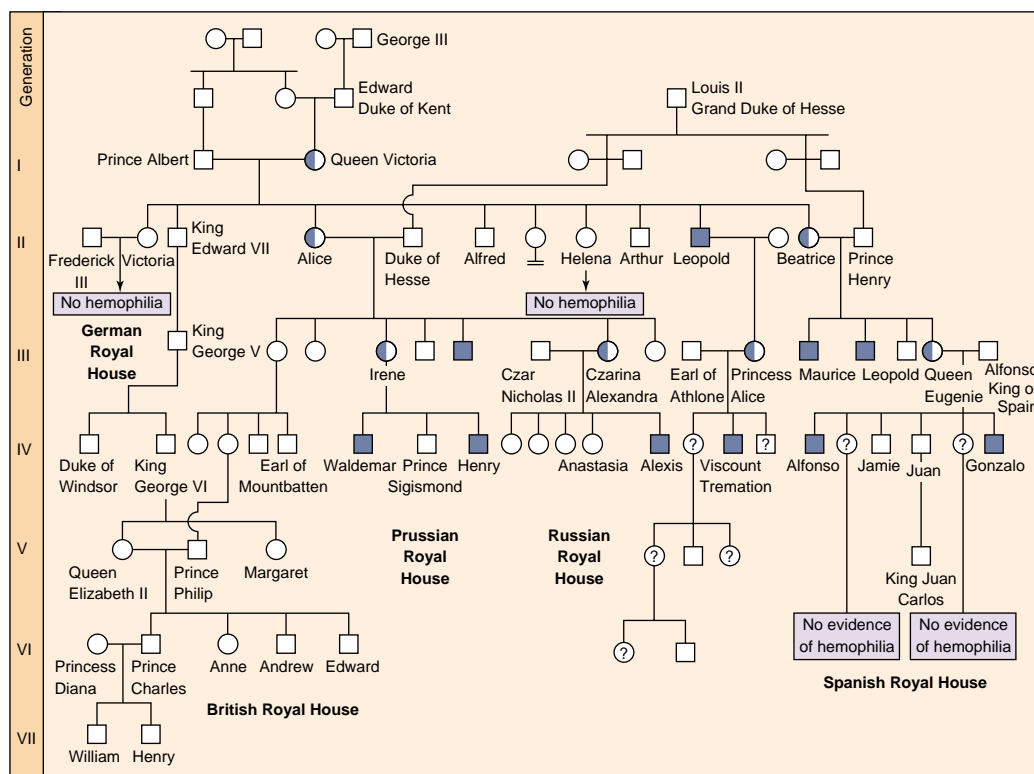 Generation
George III
Edward
Duke of Kent
Louis II
Grand Duke of Hesse
I
Prince Albert
Queen Victoria
II
King
Edward VII
Frederick
III
Victoria
Alice
Duke of
Hesse
Alfred
Helena
Arthur
Leopold
Beatrice
Prince
Henry
No hemophilia
No hemophilia
German
Royal
House
III
King
George V
Irene
Czar
Nicholas II
Czarina
Alexandra
Earl of
Athlone
Princess
Alice
Maurice
Leopold
Queen
Eugenie
Alfonso
King of
Spain
IV
? ? ?
Duke of
Windsor
King
George VI
Earl of
Mountbatten
Waldemar
Prince
Sigismond
Henry
Anastasia
Alexis
Viscount
Tremation
Alfonso
Jamie
Juan
Gonzalo
? ?
V
Queen
Elizabeth II
Prince
Philip
Margaret
Prussian
Royal
House
Russian
Royal
House
? ?
King Juan
Carlos
VI
Princess
Diana
Prince
Charles
Anne
Andrew
Edward
?
No evidence
of hemophilia
No evidence
of hemophilia
British Royal House
Spanish Royal House
VII
William
Henry